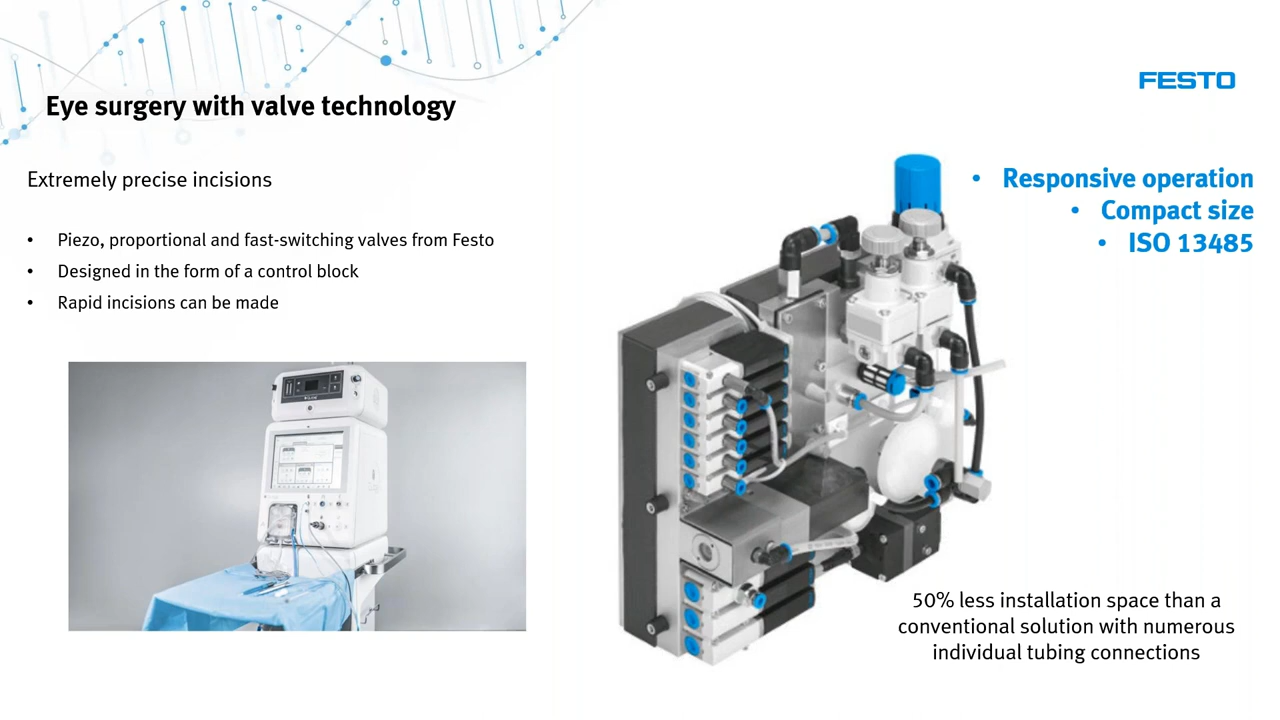 FESTO
Eye surgery with valve technology
Extremely precise incisions
• Piezo, proportional and fast-switching valves from Festo
• Designed in the form of a control block
• Rapid incisions can be made
• Responsive operation
• Compact size
• ISO 13485
50% less installation space than a
conventional solution with numerous
individual tubing connections